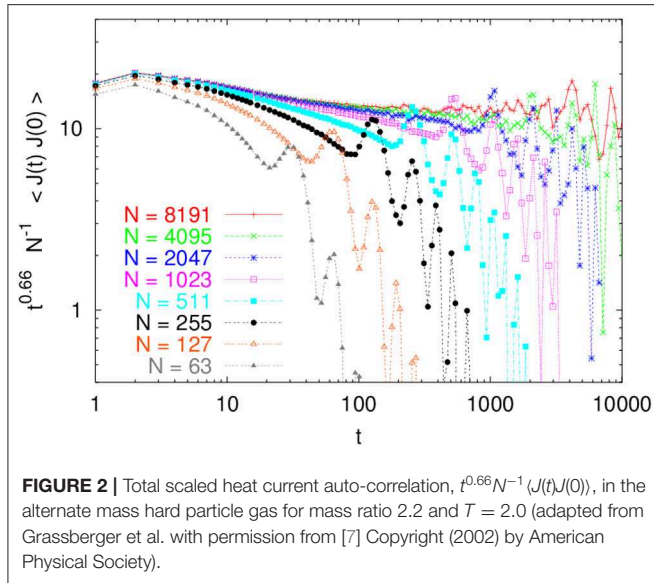 t^0.66 N^-1 < J(t) J(0) >
10
1
N = 8191
N = 4095
N = 2047
N = 1023
N = 511
N = 255
N = 127
N = 63
1 10 100 1000 10000
t
FIGURE 2 | Total scaled heat current auto-correlation, t^0.66N^−1⟨J(t)J(0)⟩, in the
alternate mass hard particle gas for mass ratio 2.2 and T = 2.0 (adapted from
Grassberger et al. with permission from [7] Copyright (2002) by American
Physical Society).